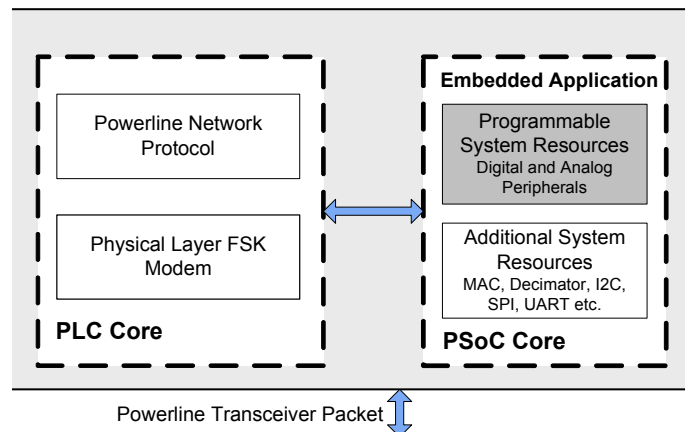 Powerline Network
Protocol
Physical Layer FSK
Modem
PLC Core
Embedded Application
Programmable
System Resources
Digital and Analog
Peripherals
Additional System
Resources
MAC, Decimator, I2C,
SPI, UART etc.
PSoC Core
Powerline Transceiver Packet